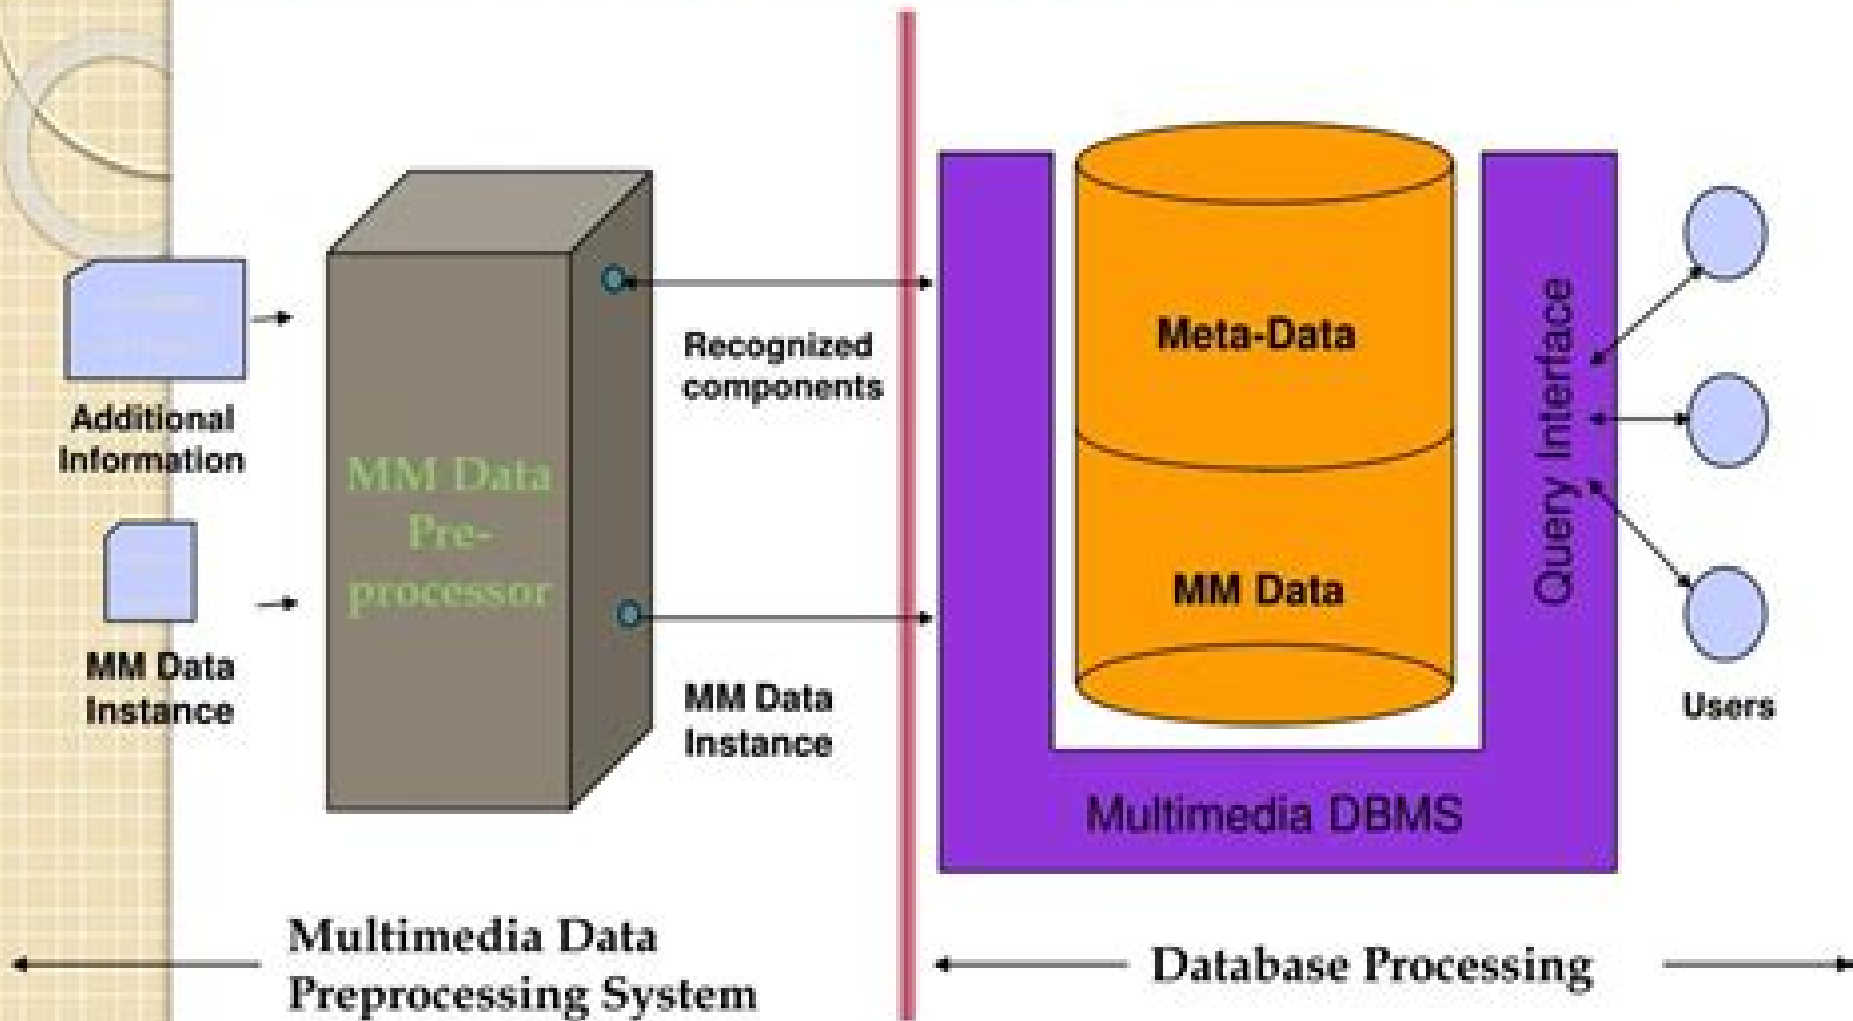 Additional
Information
MM Data
Instance
MM Data
Pre-
processor
Recognized
components
MM Data
Instance
Meta-Data
MM Data
Query Interface
Multimedia DBMS
Users
Multimedia Data
Preprocessing System
Database Processing